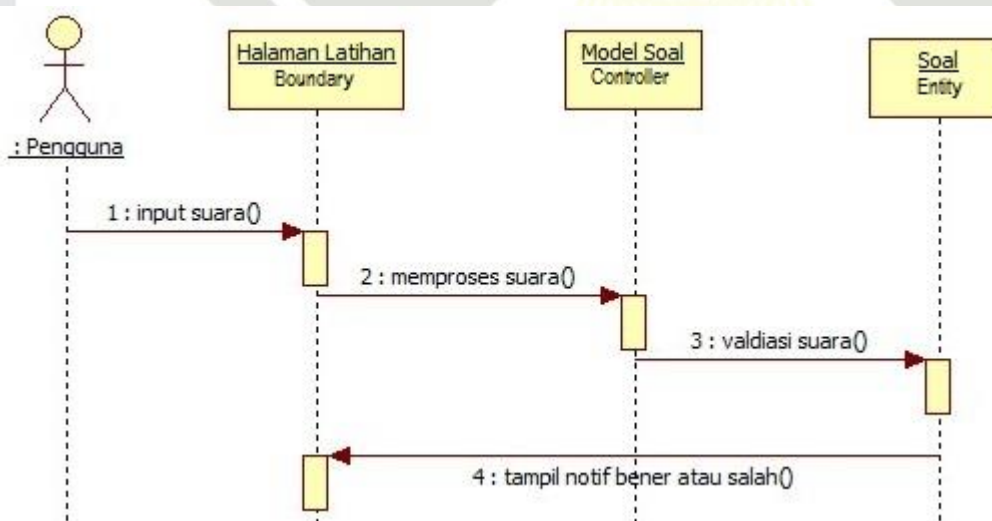 Halaman Latihan
Boundary
Model Soal
Controller
Soal
Entity
: Pengguna
1 : input suara()
2 : memproses suara()
3 : valdiasi suara()
4 : tampil notif bener atau salah()